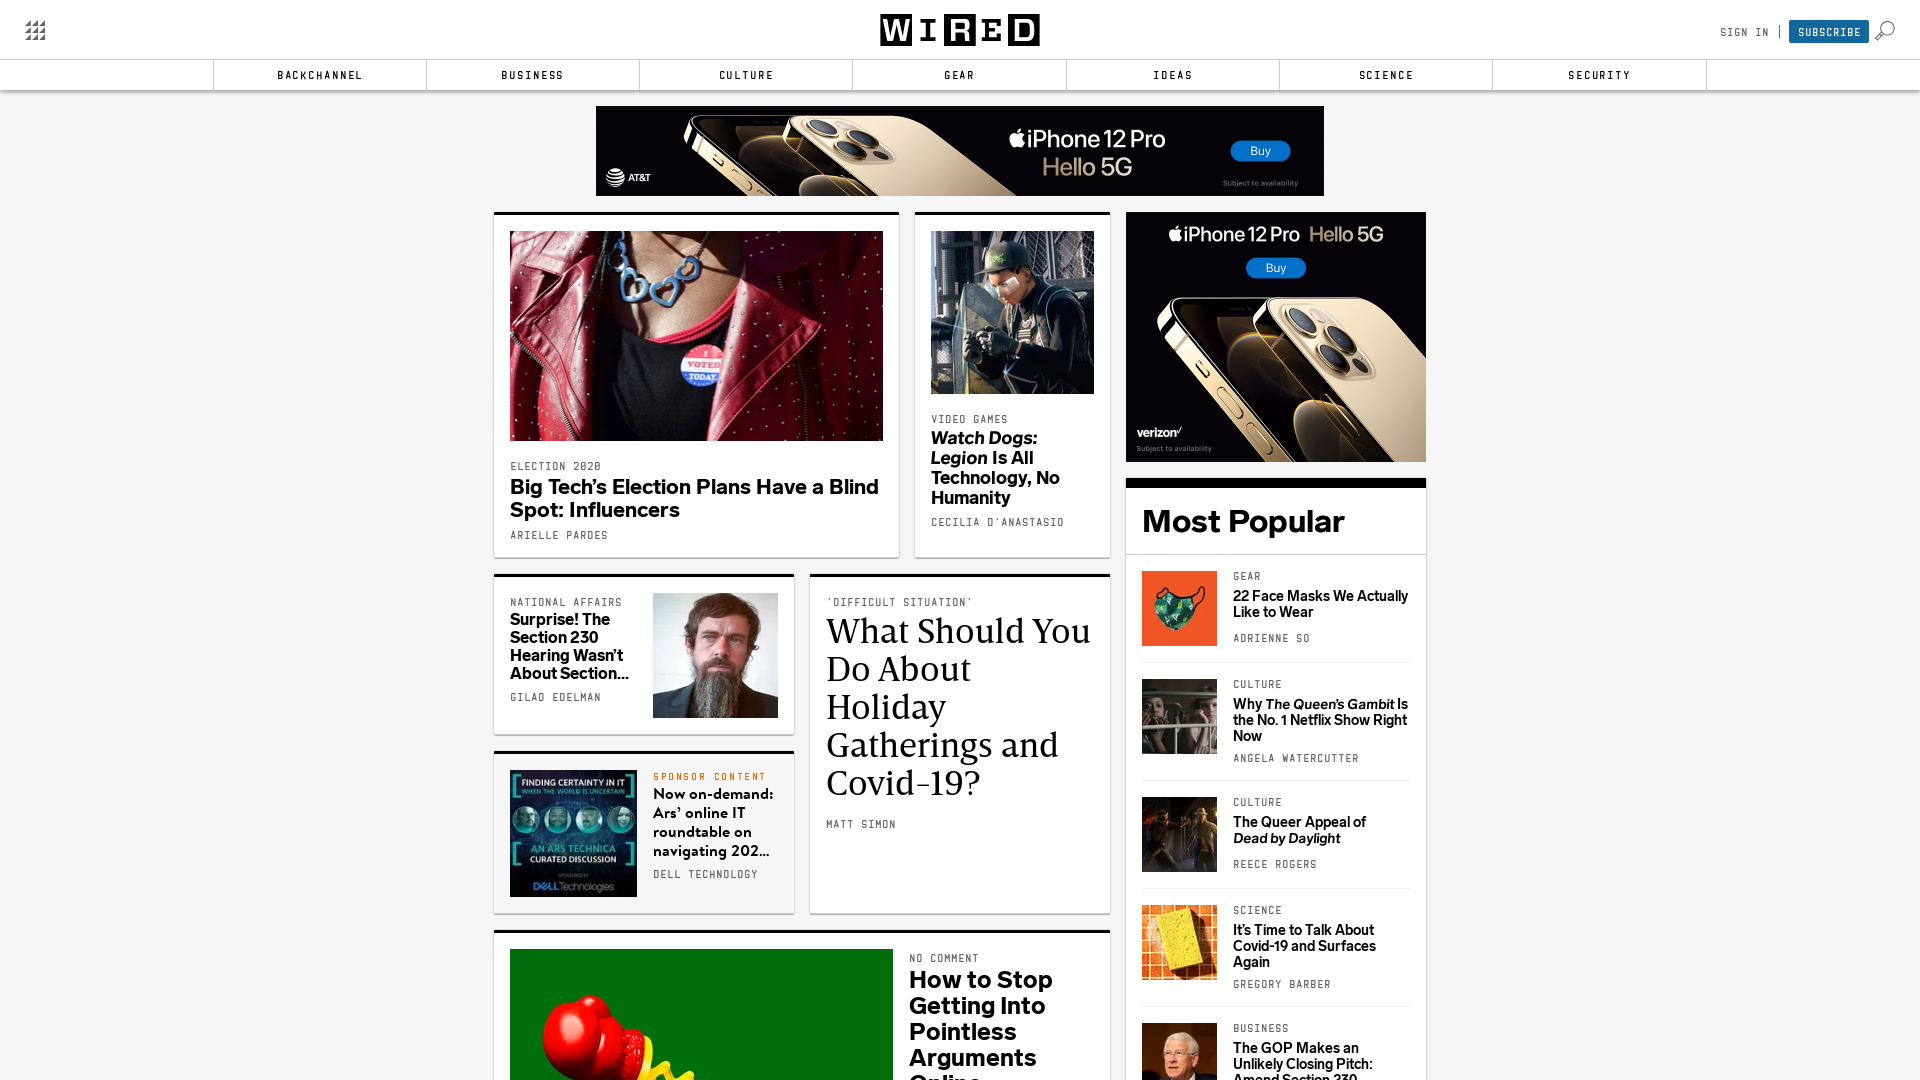 WIRED
SIGN IN
SUBSCRIBE
BACKCHANNEL
BUSINESS
CULTURE
GEAR
IDEAS
SCIENCE
SECURITY
iPhone 12 Pro
Hello 5G
Buy
AT&T
Subject to availability
I
VOTED
TODAY
ELECTION 2020
Big Tech's Election Plans Have a Blind
Spot: Influencers
ARIELLE PARDES
VIDEO GAMES
Watch Dogs:
Legion Is All
Technology, No
Humanity
CECILIA D'ANASTASIO
iPhone 12 Pro Hello 5G
Buy
verizon
Subject to availability
NATIONAL AFFAIRS
Surprise! The
Section 230
Hearing Wasn't
About Section...
GILAD EDELMAN
'DIFFICULT SITUATION'
What Should You
Do About
Holiday
Gatherings and
Covid-19?
MATT SIMON
FINDING CERTAINTY IN IT
WHEN THE WORLD IS UNCERTAIN
AN ARS TECHNICA
CURATED DISCUSSION
SPONSORED BY
DELL Technologies
SPONSOR CONTENT
Now on-demand:
Ars' online IT
roundtable on
navigating 202...
DELL TECHNOLOGY
NO COMMENT
How to Stop
Getting Into
Pointless
Arguments
Online
Most Popular
GEAR
22 Face Masks We Actually
Like to Wear
ADRIENNE SO
CULTURE
Why The Queen's Gambit Is
the No. 1 Netflix Show Right
Now
ANGELA WATERCUTTER
CULTURE
The Queer Appeal of
Dead by Daylight
REECE ROGERS
SCIENCE
It's Time to Talk About
Covid-19 and Surfaces
Again
GREGORY BARBER
BUSINESS
The GOP Makes an
Unlikely Closing Pitch:
Amend Section 230